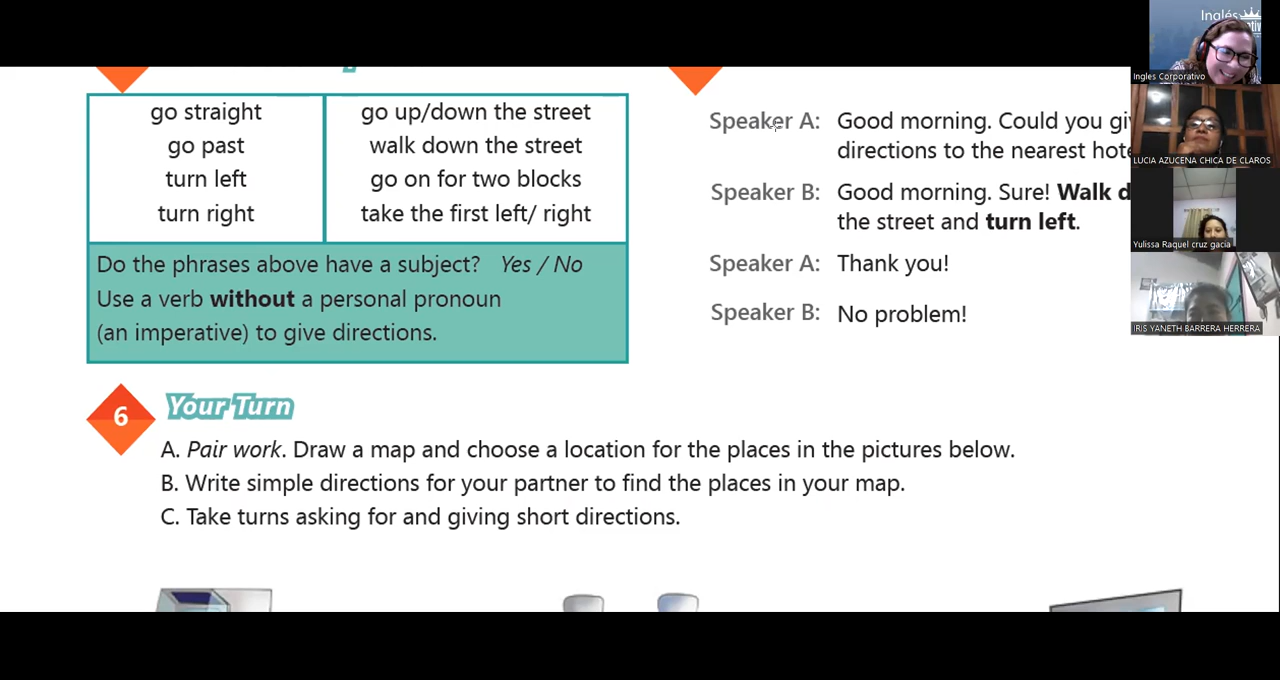 go straight
go past
turn left
turn right
go up/down the street
walk down the street
go on for two blocks
take the first left/ right
Do the phrases above have a subject? Yes / No
Use a verb without a personal pronoun
(an imperative) to give directions.
Speaker A: Good morning. Could you
directions to the nearest
Speaker B: Good morning. Sure! Walk
the street and turn left.
Speaker A: Thank you!
Speaker B: No problem!
6 Your Turn
A. Pair work. Draw a map and choose a location for the places in the pictures below.
B. Write simple directions for your partner to find the places in your map.
C. Take turns asking for and giving short directions.
Inglés
Ingles Corporativo
LUCIA AZUCENA CHICA DE CLAROS
Yulissa Raquel cruz gacia
IRIS YANETH BARRERA HERRERA